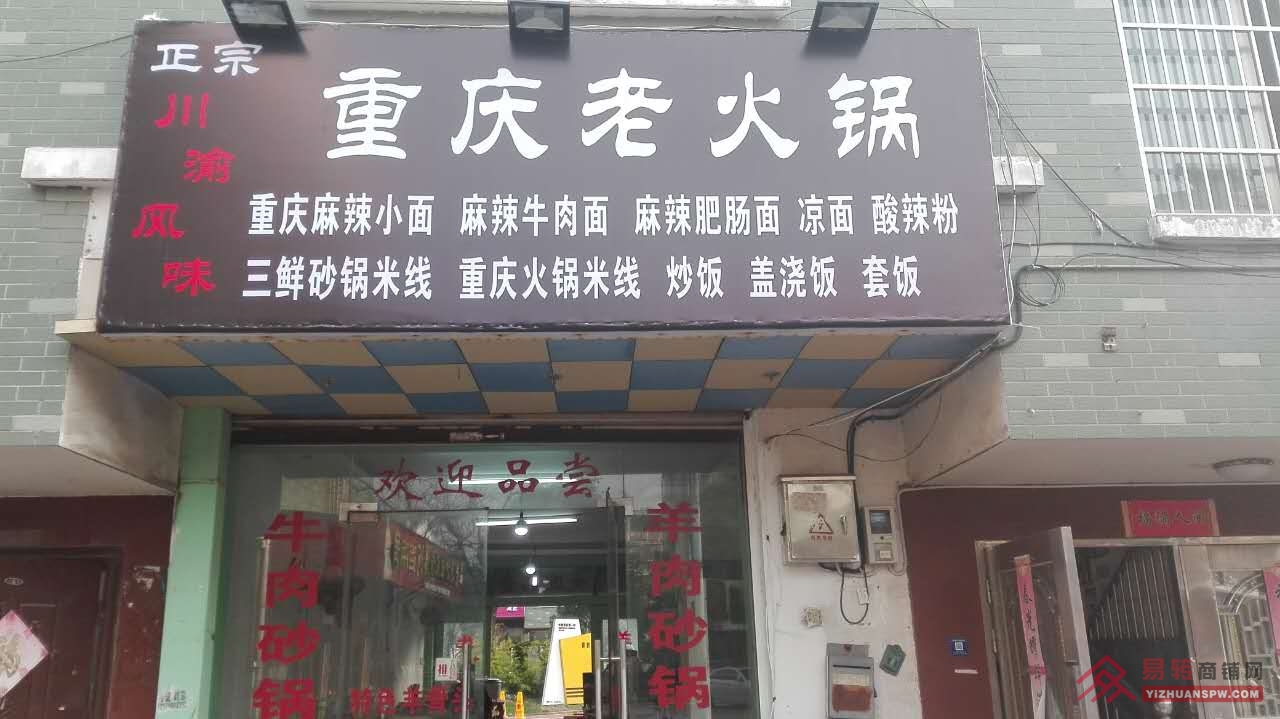 正宗
川渝风味
重庆老火锅
重庆麻辣小面 麻辣牛肉面 麻辣肥肠面 凉面 酸辣粉
三鲜砂锅米线 重庆火锅米线 炒饭 盖浇饭 套饭
欢迎品尝
牛肉砂锅
羊肉砂锅
易转商铺网
YIZHUANSPW.COM